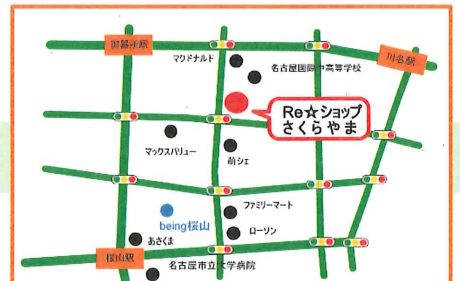 御器所駅
マクドナルド
名古屋国際中高等学校
川名駅
Re☆ショップ
さくらやま
マックスバリュー
萌シェ
ファミリーマート
being桜山
ローソン
あさくま
桜山駅
名古屋市立大学病院